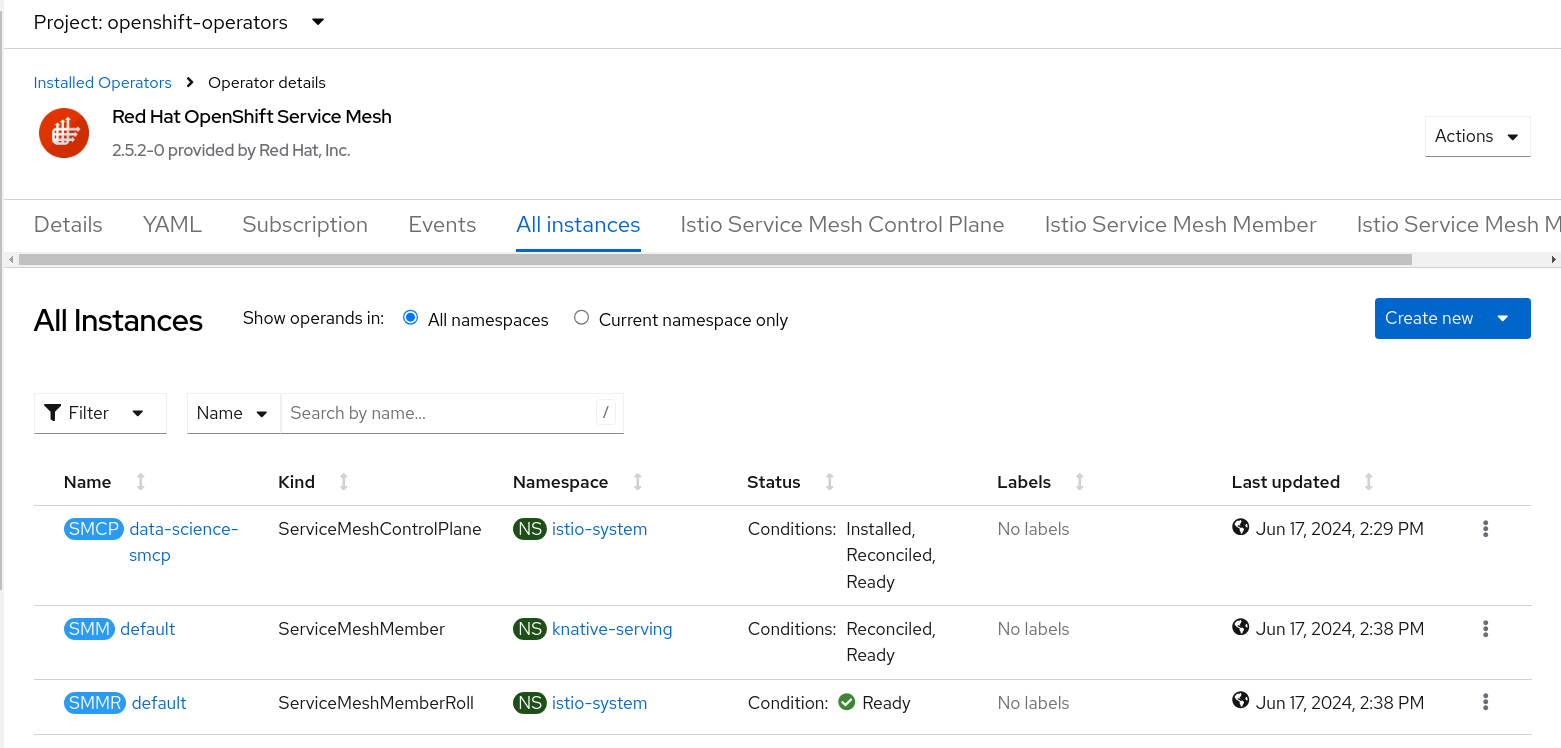 Project: openshift-operators
Installed Operators Operator details
Red Hat OpenShift Service Mesh
2.5.2-0 provided by Red Hat, Inc.
Actions
Details YAML Subscription Events All instances Istio Service Mesh Control Plane Istio Service Mesh Member Istio Service Mesh M
All Instances Show operands in: All namespaces Current namespace only Create new
Filter Name Search by name... /
Name Kind Namespace Status Labels Last updated
SMCP data-science- ServiceMeshControlPlane NS istio-system Conditions: Installed, No labels Jun 17, 2024, 2:29 PM
smcp Reconciled,
Ready
SMM default ServiceMeshMember NS knative-serving Conditions: Reconciled, No labels Jun 17, 2024, 2:38 PM
Ready
SMMR default ServiceMeshMemberRoll NS istio-system Condition: Ready No labels Jun 17, 2024, 2:38 PM